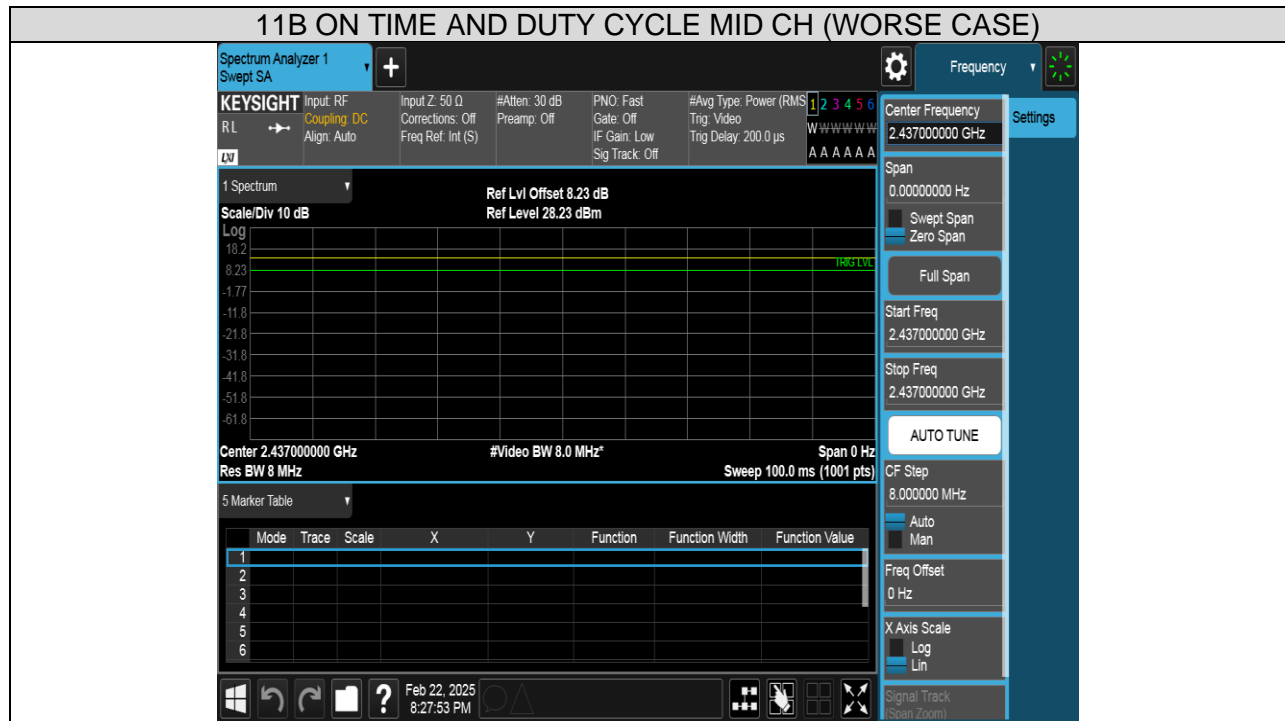 11B ON TIME AND DUTY CYCLE MID CH (WORSE CASE)
Spectrum Analyzer 1
Swept SA
+
Frequency
KEYSIGHT
RL
LXI
Input: RF
Coupling: DC
Align: Auto
Input Z: 50 Ω
Corrections: Off
Freq Ref: Int (S)
#Atten: 30 dB
Preamp: Off
PNO: Fast
Gate: Off
IF Gain: Low
Sig Track: Off
#Avg Type: Power (RMS
Trig: Video
Trig Delay: 200.0 µs
1 2 3 4 5 6
W W W W W W
A A A A A A
1 Spectrum
Scale/Div 10 dB
Ref Lvl Offset 8.23 dB
Ref Level 28.23 dBm
Log
18.2
8.23
-1.77
-11.8
-21.8
-31.8
-41.8
-51.8
-61.8
TRIG LVL
Center 2.437000000 GHz
#Video BW 8.0 MHz*
Span 0 Hz
Res BW 8 MHz
Sweep 100.0 ms (1001 pts)
5 Marker Table
Mode Trace Scale X Y Function Function Width Function Value
1
2
3
4
5
6
Center Frequency
2.437000000 GHz
Settings
Span
0.00000000 Hz
Swept Span
Zero Span
Full Span
Start Freq
2.437000000 GHz
Stop Freq
2.437000000 GHz
AUTO TUNE
CF Step
8.000000 MHz
Auto
Man
Freq Offset
0 Hz
X Axis Scale
Log
Lin
Signal Track
(Span Zoom)
?
Feb 22, 2025
8:27:53 PM